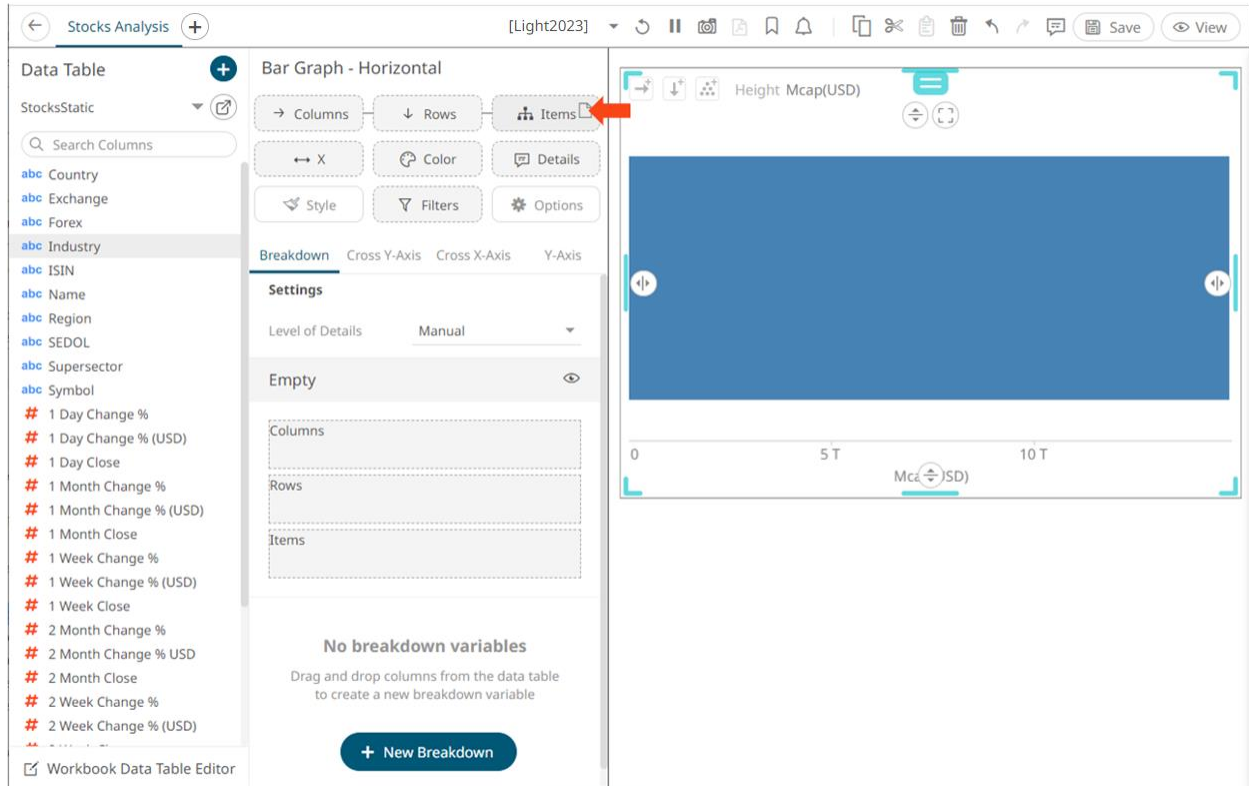 Stocks Analysis
[Light2023]
Save
View
Data Table
StocksStatic
Search Columns
abc Country
abc Exchange
abc Forex
abc Industry
abc ISIN
abc Name
abc Region
abc SEDOL
abc Supersector
abc Symbol
# 1 Day Change %
# 1 Day Change % (USD)
# 1 Day Close
# 1 Month Change %
# 1 Month Change % (USD)
# 1 Month Close
# 1 Week Change %
# 1 Week Change % (USD)
# 1 Week Close
# 2 Month Change %
# 2 Month Change % USD
# 2 Month Close
# 2 Week Change %
# 2 Week Change % (USD)
Workbook Data Table Editor
Bar Graph - Horizontal
Columns
Rows
Items
X
Color
Details
Style
Filters
Options
Breakdown Cross Y-Axis Cross X-Axis Y-Axis
Settings
Level of Details Manual
Empty
Columns
Rows
Items
No breakdown variables
Drag and drop columns from the data table
to create a new breakdown variable
+ New Breakdown
Height Mcap(USD)
0 5 T 10 T